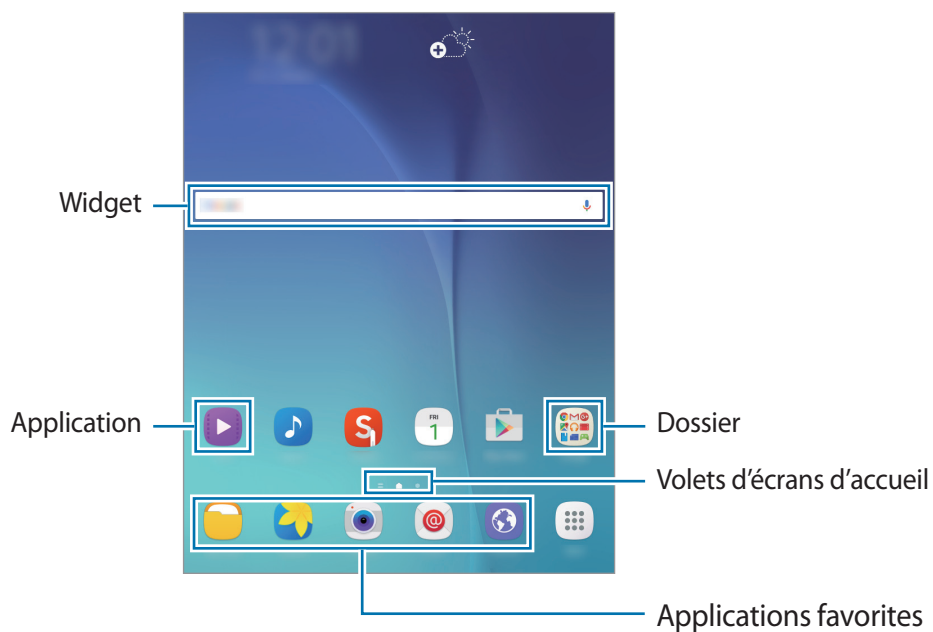 Widget
Application
FRI
1
Dossier
Volets d'écrans d'accueil
Applications favorites